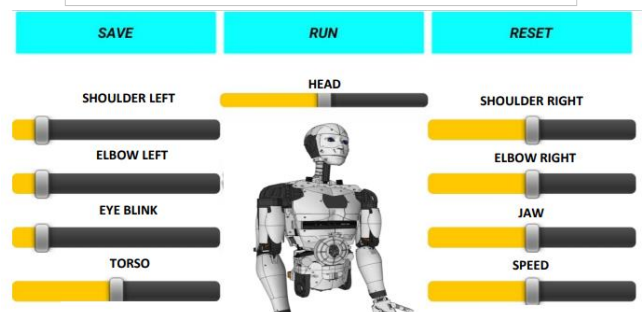 SAVE
RUN
RESET
HEAD
SHOULDER LEFT
SHOULDER RIGHT
ELBOW LEFT
ELBOW RIGHT
EYE BLINK
JAW
TORSO
SPEED